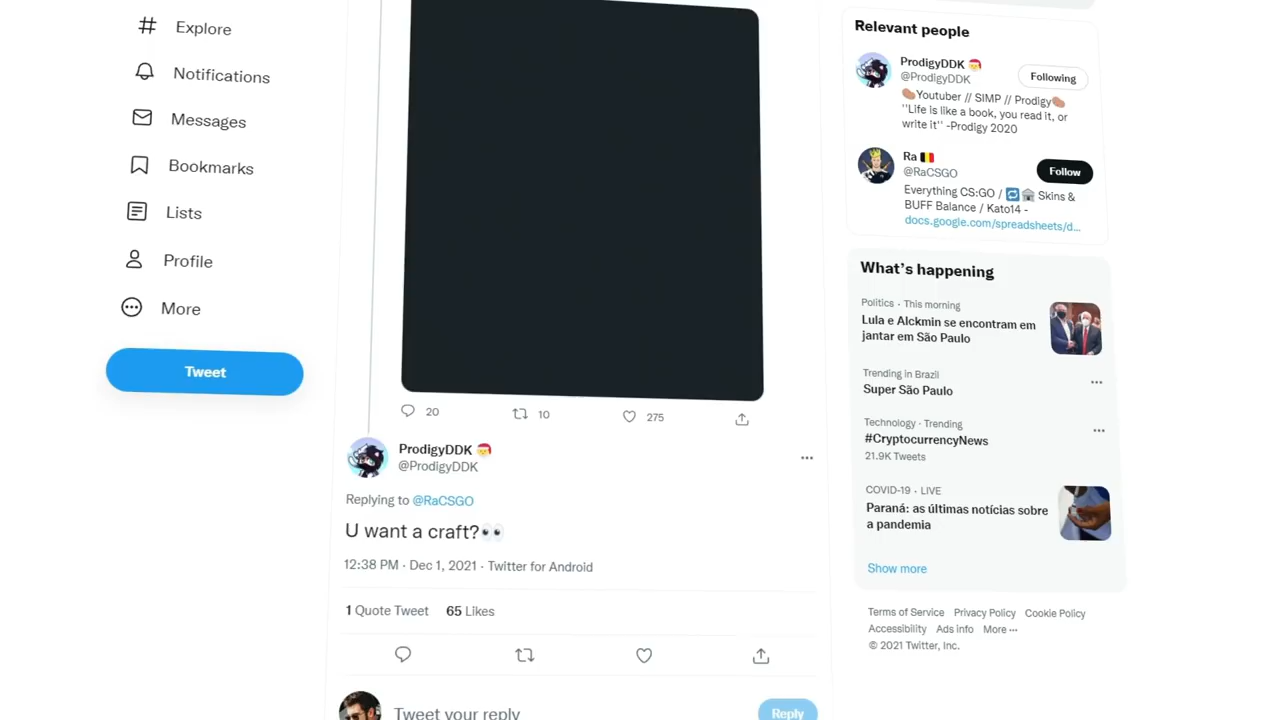 Explore
Notifications
Messages
Bookmarks
Lists
Profile
More
Tweet
20
10
275
ProdigyDDK 🎅
@ProdigyDDK
Replying to @RaCSGO
U want a craft?👀
12:38 PM · Dec 1, 2021 · Twitter for Android
1 Quote Tweet 65 Likes
Tweet your reply
Reply
Relevant people
ProdigyDDK 🎅
@ProdigyDDK
Following
🥔Youtuber // SIMP // Prodigy🥔
''Life is like a book, you read it, or
write it'' -Prodigy 2020
Ra 🇧🇪
@RaCSGO
Follow
Everything CS:GO / 🔁🏛 Skins &
BUFF Balance / Kato14 -
docs.google.com/spreadsheets/d…
What's happening
Politics · This morning
Lula e Alckmin se encontram em
jantar em São Paulo
Trending in Brazil
Super São Paulo
Technology · Trending
#CryptocurrencyNews
21.9K Tweets
COVID-19 · LIVE
Paraná: as últimas notícias sobre
a pandemia
Show more
Terms of Service Privacy Policy Cookie Policy
Accessibility Ads info More ···
© 2021 Twitter, Inc.